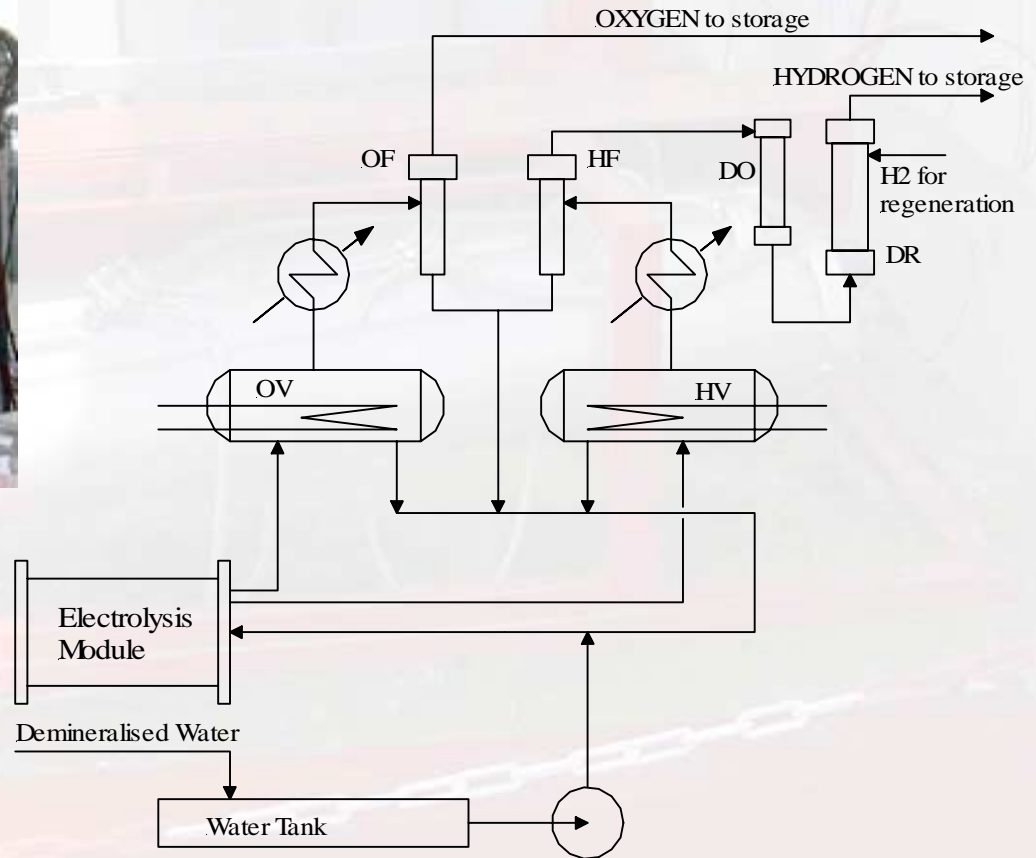 OXYGEN to storage
HYDROGEN to storage
OF
HF
DO
H2 for
regeneration
DR
OV
HV
Electrolysis
Module
Demineralised Water
Water Tank